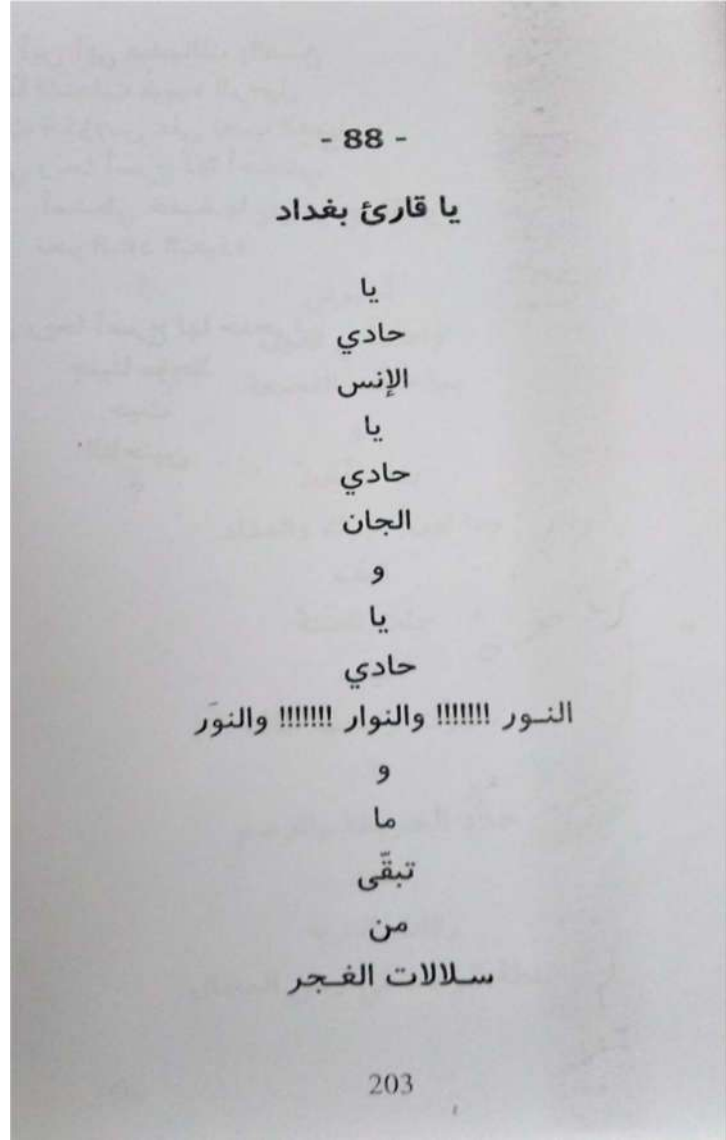 - 88 -
يا قارئ بغداد
يا
حادي
الإنس
يا
حادي
الجان
و
يا
حادي
النـور !!!!!!! والنوار !!!!!!! والنوَر
و
ما
تبقّى
من
سـلالات الغـجر
203